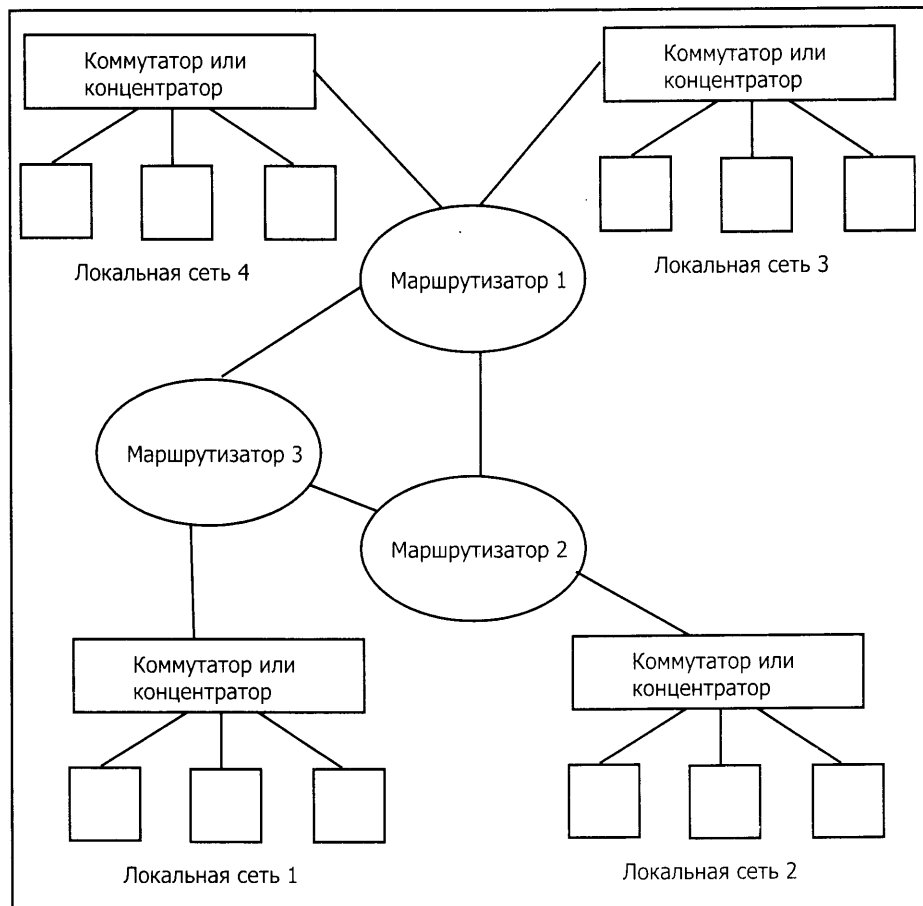 Коммутатор или
концентратор
Коммутатор или
концентратор
Локальная сеть 4
Локальная сеть 3
Маршрутизатор 1
Маршрутизатор 3
Маршрутизатор 2
Коммутатор или
концентратор
Коммутатор или
концентратор
Локальная сеть 1
Локальная сеть 2